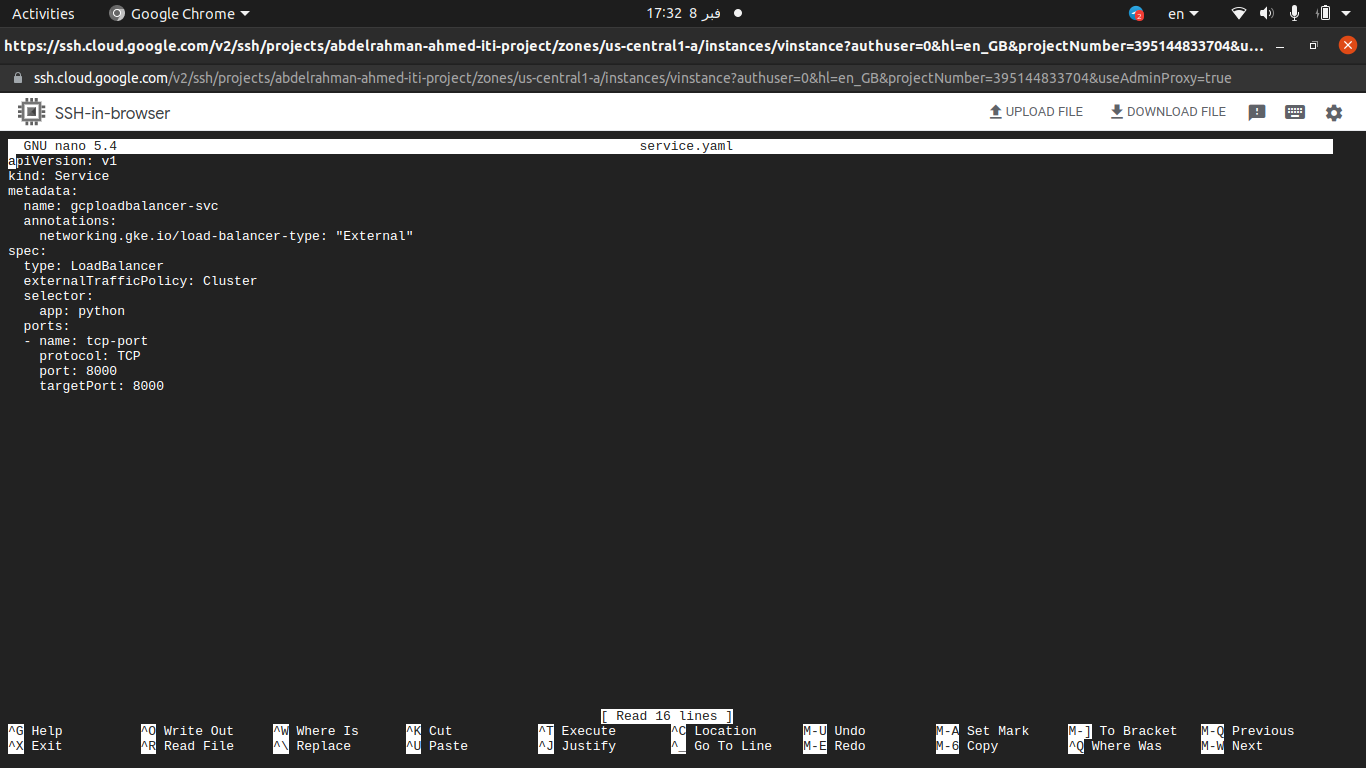 Activities Google Chrome 17:32 8 فبر 2 en
https://ssh.cloud.google.com/v2/ssh/projects/abdelrahman-ahmed-iti-project/zones/us-central1-a/instances/vinstance?authuser=0&hl=en_GB&projectNumber=395144833704&u...
ssh.cloud.google.com/v2/ssh/projects/abdelrahman-ahmed-iti-project/zones/us-central1-a/instances/vinstance?authuser=0&hl=en_GB&projectNumber=395144833704&useAdminProxy=true
SSH-in-browser UPLOAD FILE DOWNLOAD FILE
GNU nano 5.4 service.yaml
apiVersion: v1
kind: Service
metadata:
  name: gcploadbalancer-svc
  annotations:
    networking.gke.io/load-balancer-type: "External"
spec:
  type: LoadBalancer
  externalTrafficPolicy: Cluster
  selector:
    app: python
  ports:
  - name: tcp-port
    protocol: TCP
    port: 8000
    targetPort: 8000
[ Read 16 lines ]
^G Help ^O Write Out ^W Where Is ^K Cut ^T Execute ^C Location M-U Undo M-A Set Mark M-] To Bracket M-Q Previous
^X Exit ^R Read File ^\ Replace ^U Paste ^J Justify ^_ Go To Line M-E Redo M-6 Copy ^Q Where Was M-W Next